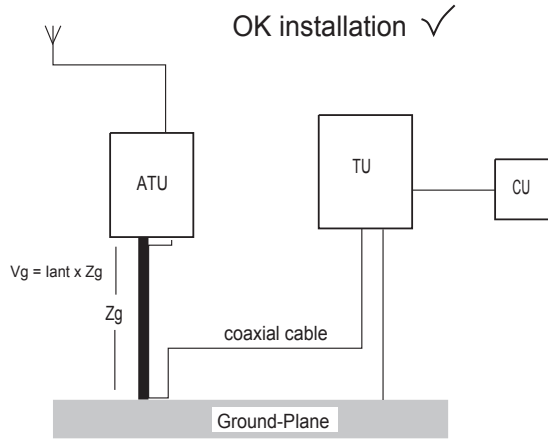 OK installation ✓
ATU
TU
CU
Vg = Iant x Zg
Zg
coaxial cable
Ground-Plane